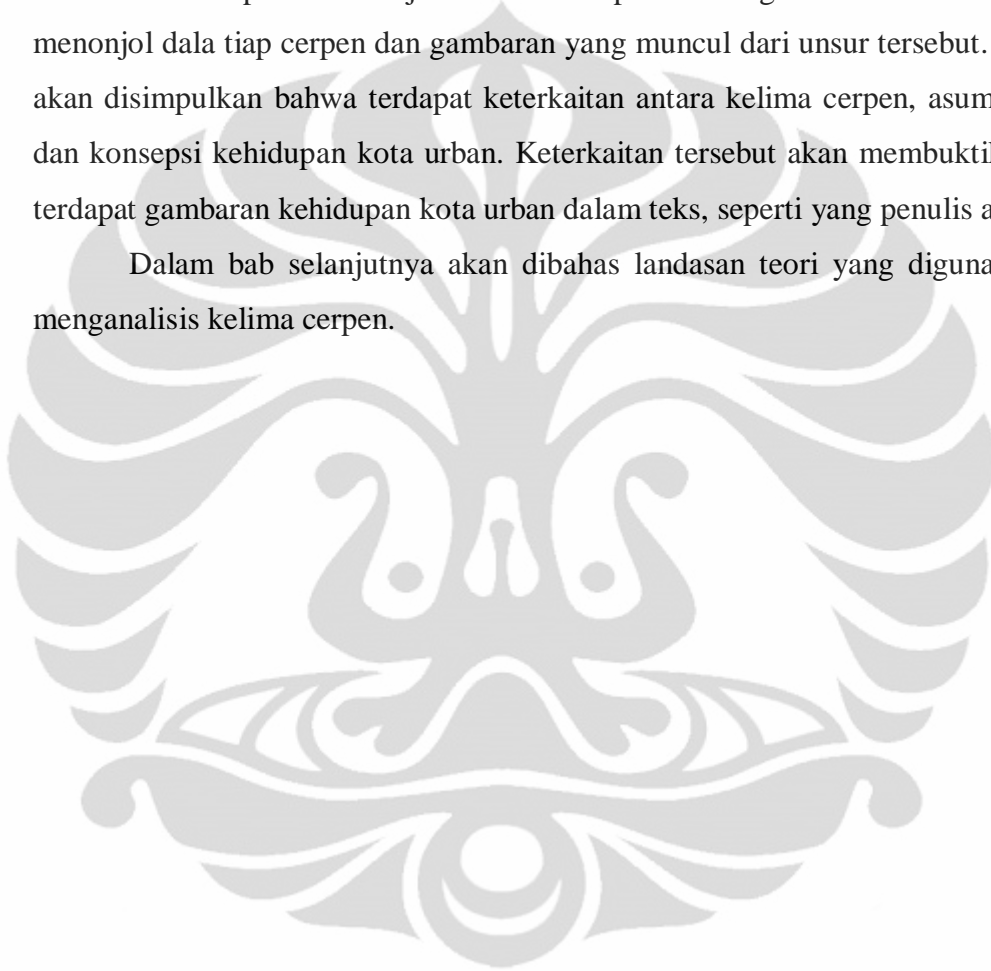 menonjol dala tiap cerpen dan gambaran yang muncul dari unsur tersebut.
akan disimpulkan bahwa terdapat keterkaitan antara kelima cerpen, asum
dan konsepsi kehidupan kota urban. Keterkaitan tersebut akan membukti
terdapat gambaran kehidupan kota urban dalam teks, seperti yang penulis a
Dalam bab selanjutnya akan dibahas landasan teori yang diguna
menganalisis kelima cerpen.